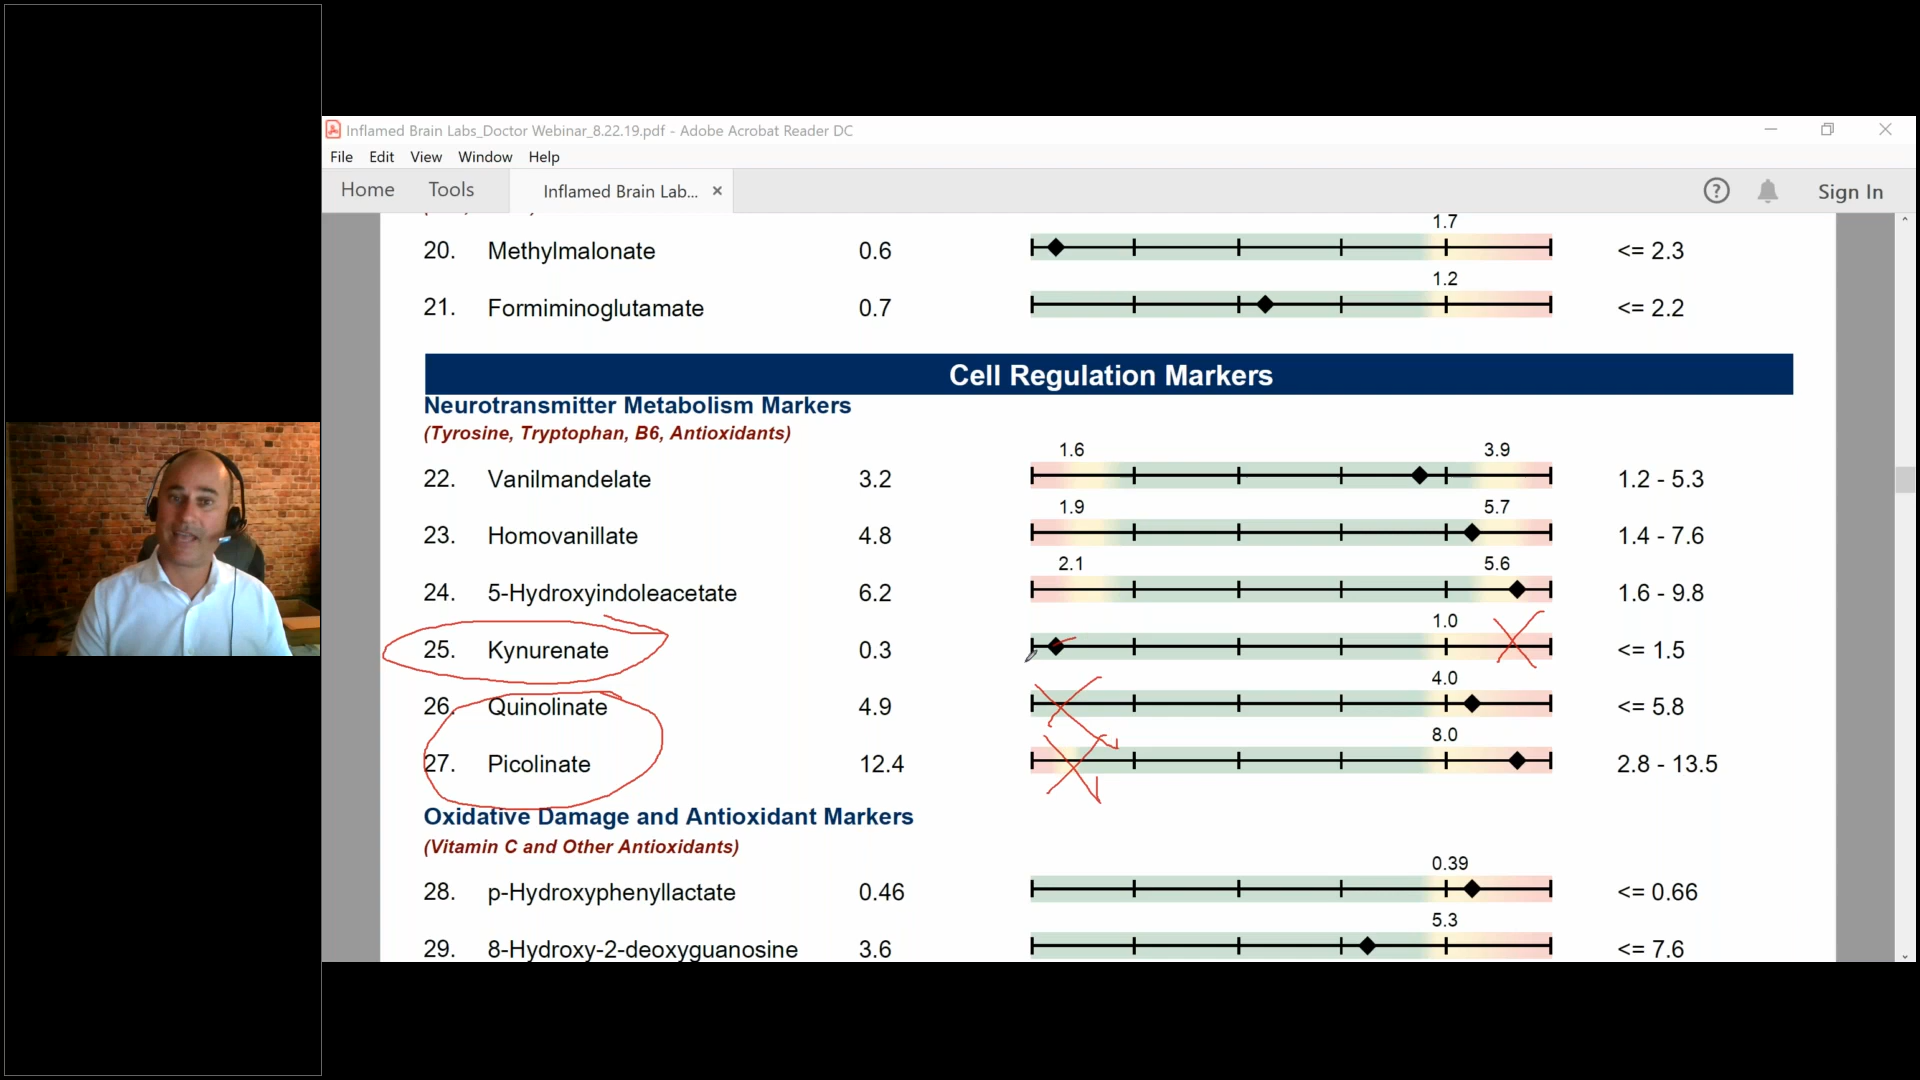 Inflamed Brain Labs_Doctor Webinar_8.22.19.pdf - Adobe Acrobat Reader DC
File Edit View Window Help
Home Tools Inflamed Brain Lab... × ? Sign In
1.7
20. Methylmalonate 0.6 <= 2.3
1.2
21. Formiminoglutamate 0.7 <= 2.2
Cell Regulation Markers
Neurotransmitter Metabolism Markers
(Tyrosine, Tryptophan, B6, Antioxidants)
1.6 3.9
22. Vanilmandelate 3.2 1.2 - 5.3
1.9 5.7
23. Homovanillate 4.8 1.4 - 7.6
2.1 5.6
24. 5-Hydroxyindoleacetate 6.2 1.6 - 9.8
1.0
25. Kynurenate 0.3 <= 1.5
4.0
26. Quinolinate 4.9 <= 5.8
8.0
27. Picolinate 12.4 2.8 - 13.5
Oxidative Damage and Antioxidant Markers
(Vitamin C and Other Antioxidants)
0.39
28. p-Hydroxyphenyllactate 0.46 <= 0.66
5.3
29. 8-Hydroxy-2-deoxyguanosine 3.6 <= 7.6